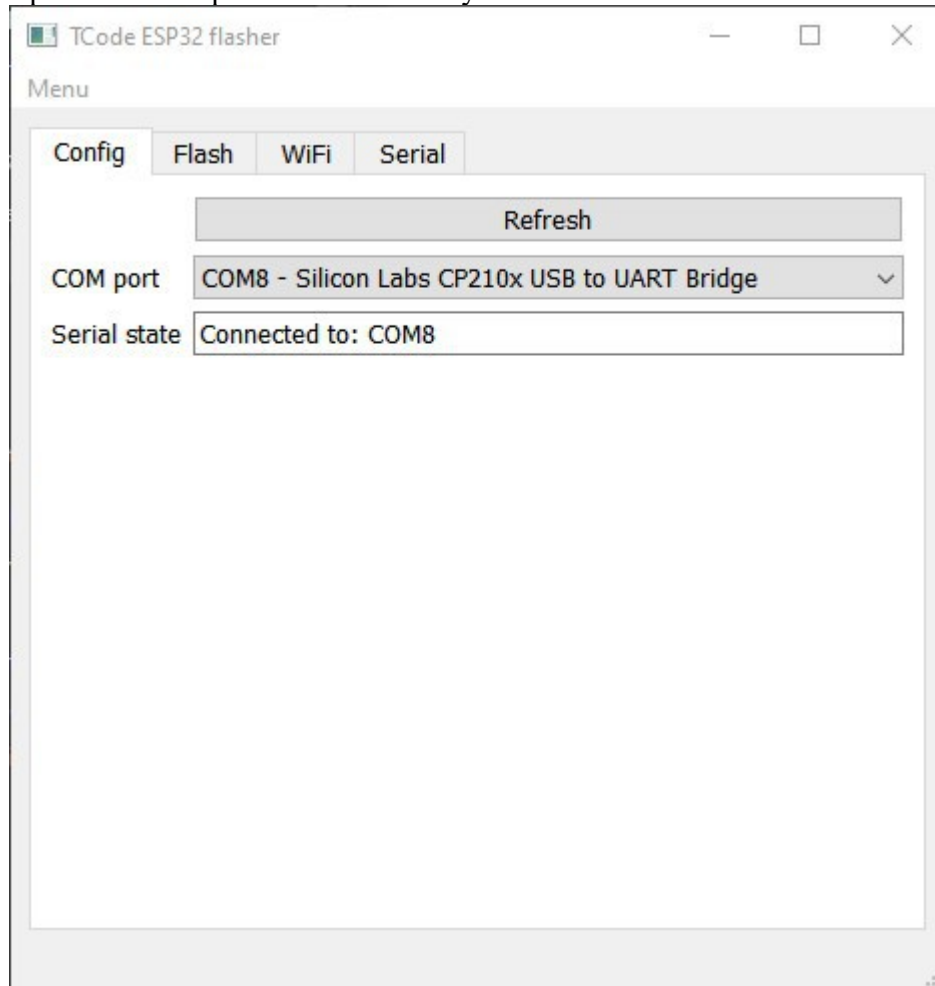 TCode ESP32 flasher
Menu
Config Flash WiFi Serial
Refresh
COM port COM8 - Silicon Labs CP210x USB to UART Bridge
Serial state Connected to: COM8